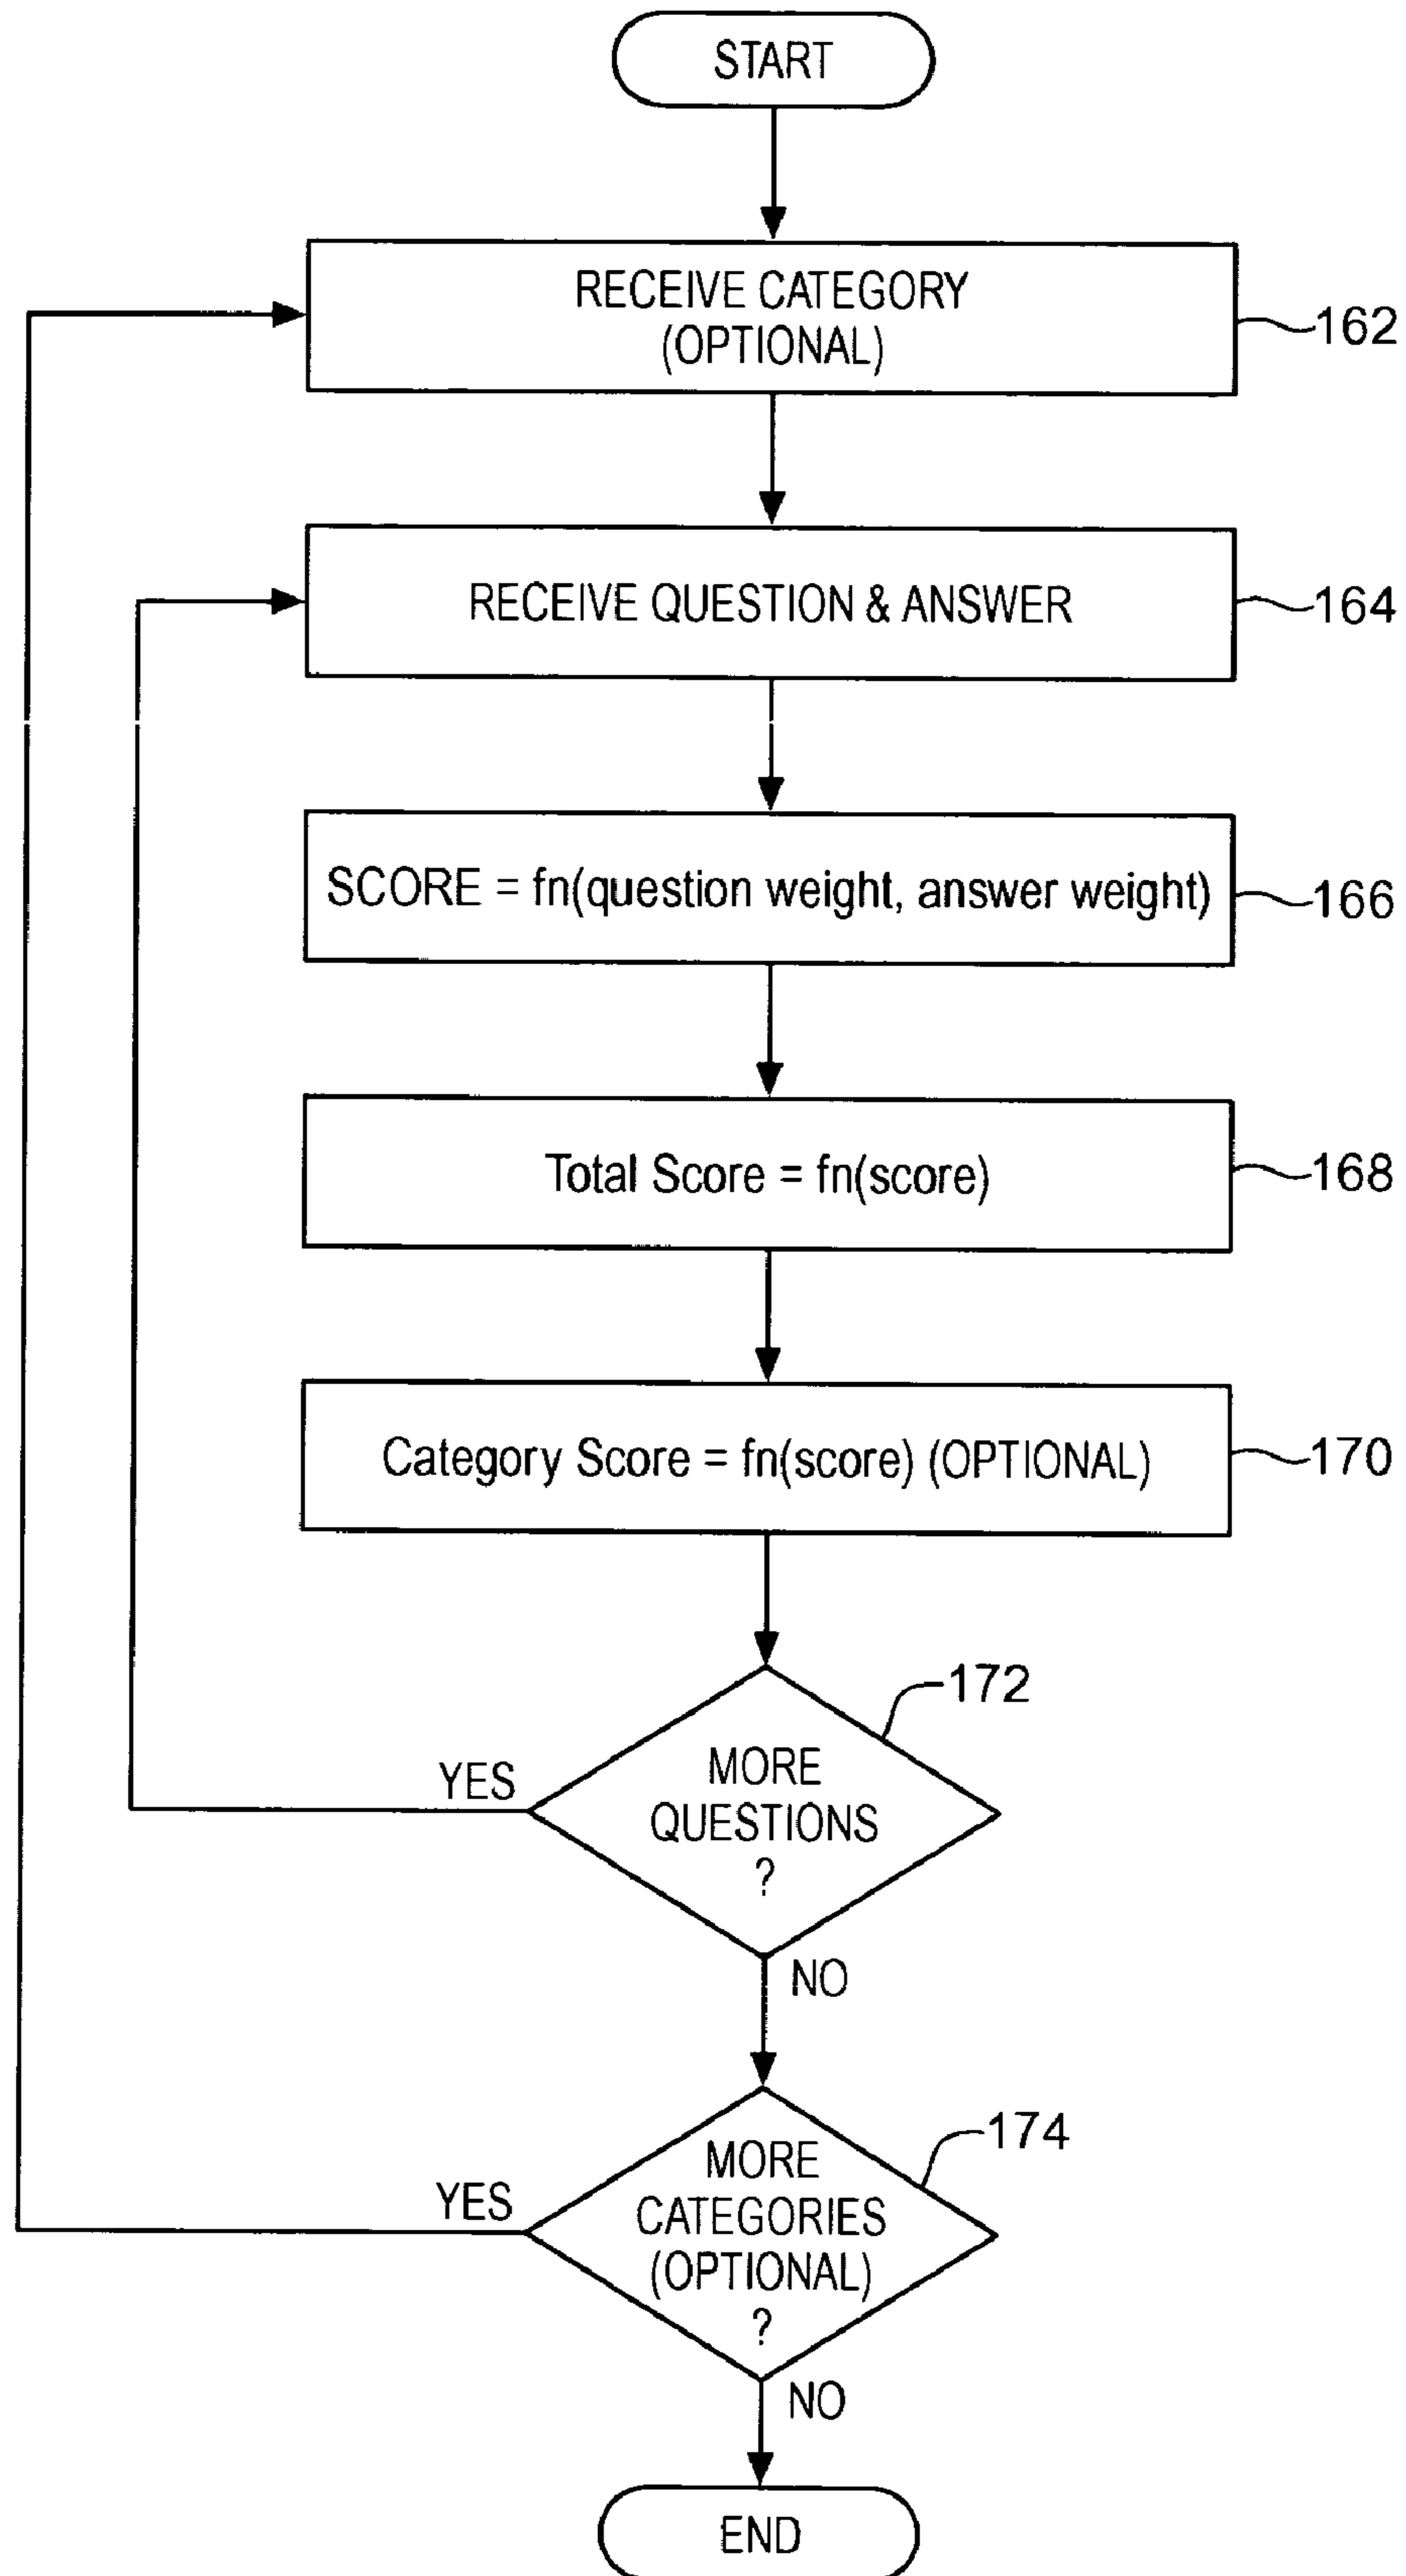 START
RECEIVE CATEGORY
(OPTIONAL)
162
RECEIVE QUESTION & ANSWER
164
SCORE = fn(question weight, answer weight)
166
Total Score = fn(score)
168
Category Score = fn(score) (OPTIONAL)
170
172
MORE
QUESTIONS
?
YES
NO
174
MORE
CATEGORIES
(OPTIONAL)
?
YES
NO
END